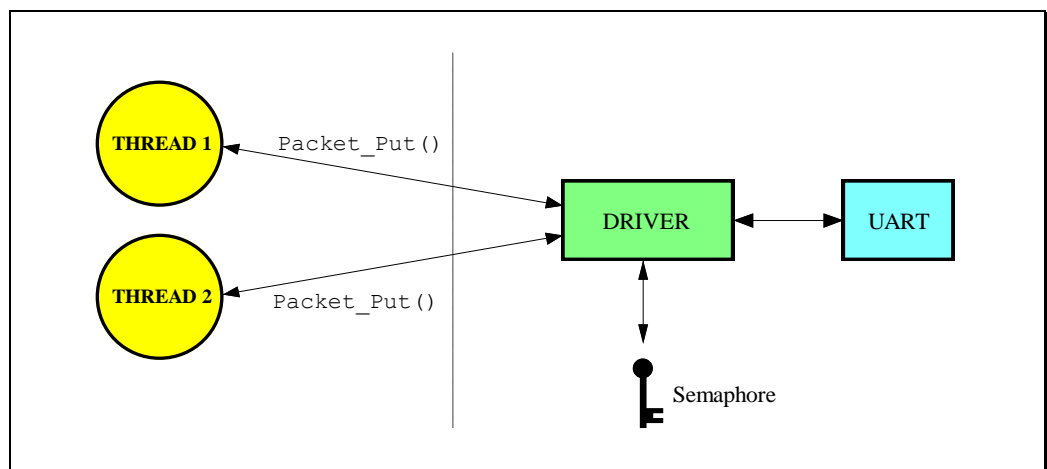 THREAD 1
Packet_Put()
DRIVER
UART
THREAD 2
Packet_Put()
Semaphore